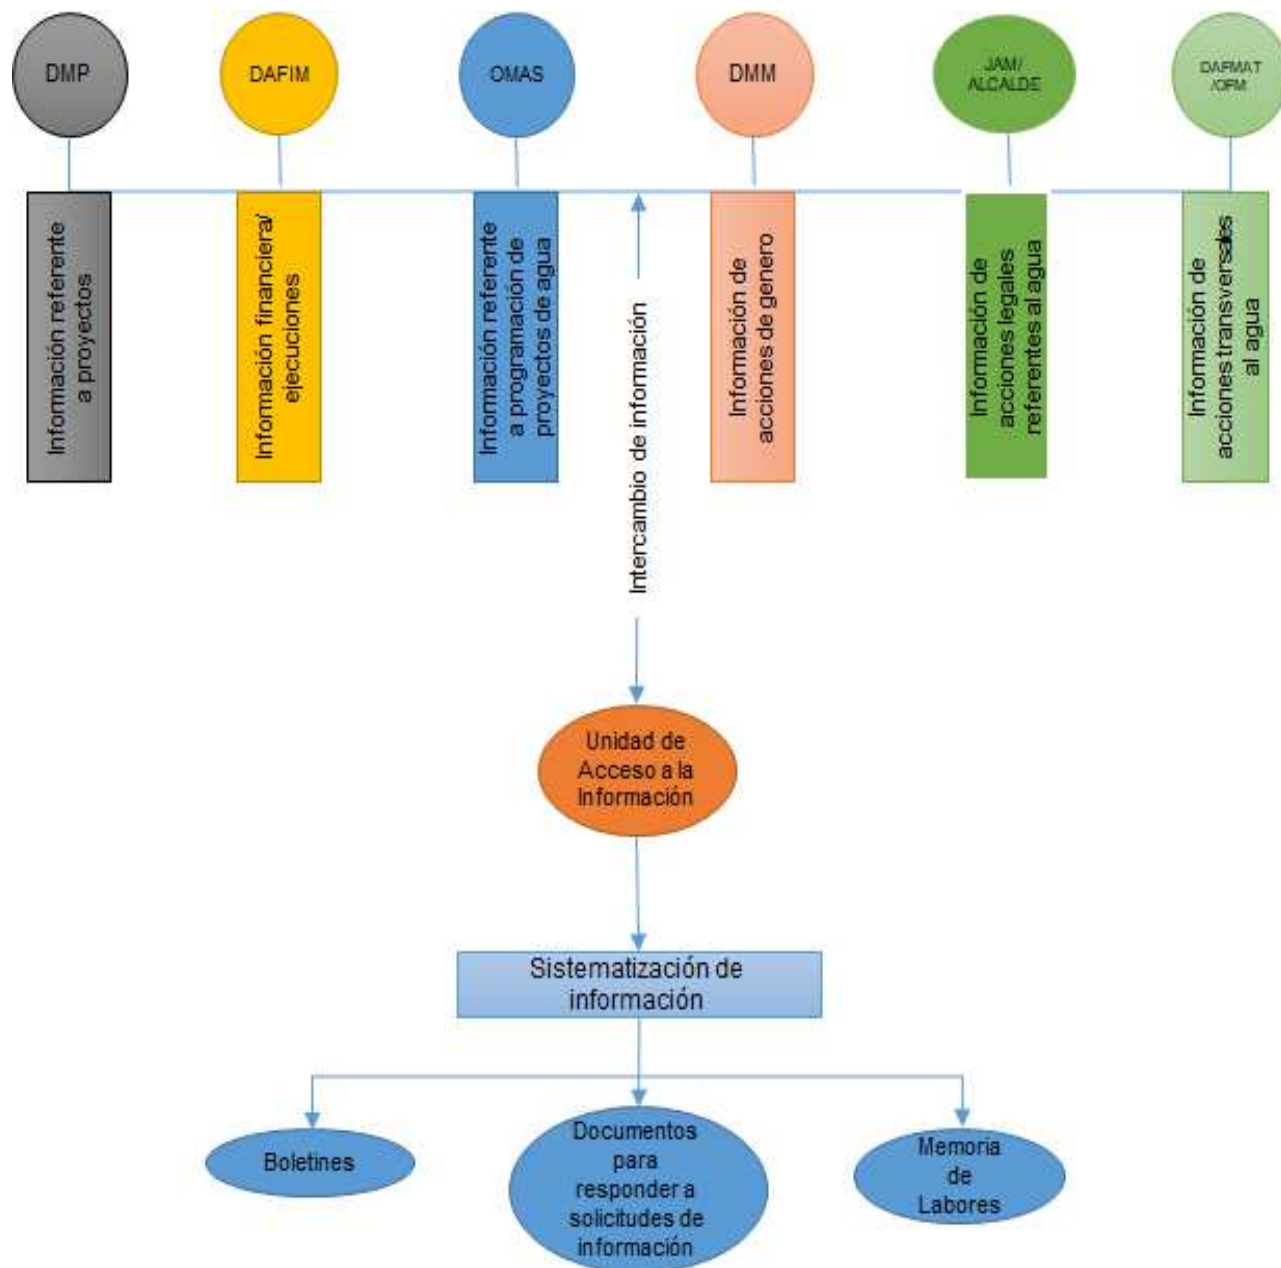 DMP
DAFIM
OMAS
DMM
JAM/
ALCALDE
DAFMAT
/OFM
Información referente
a proyectos
Información financiera/
ejecuciones
Información referente
a programación de
proyectos de agua
Intercambio de información
Información de
acciones de genero
Información de
acciones legales
referentes al agua
Información de
acciones transversales
al agua
Unidad de
Acceso a la
Información
Sistematización de
información
Boletines
Documentos
para
responder a
solicitudes de
información
Memoria
de
Labores